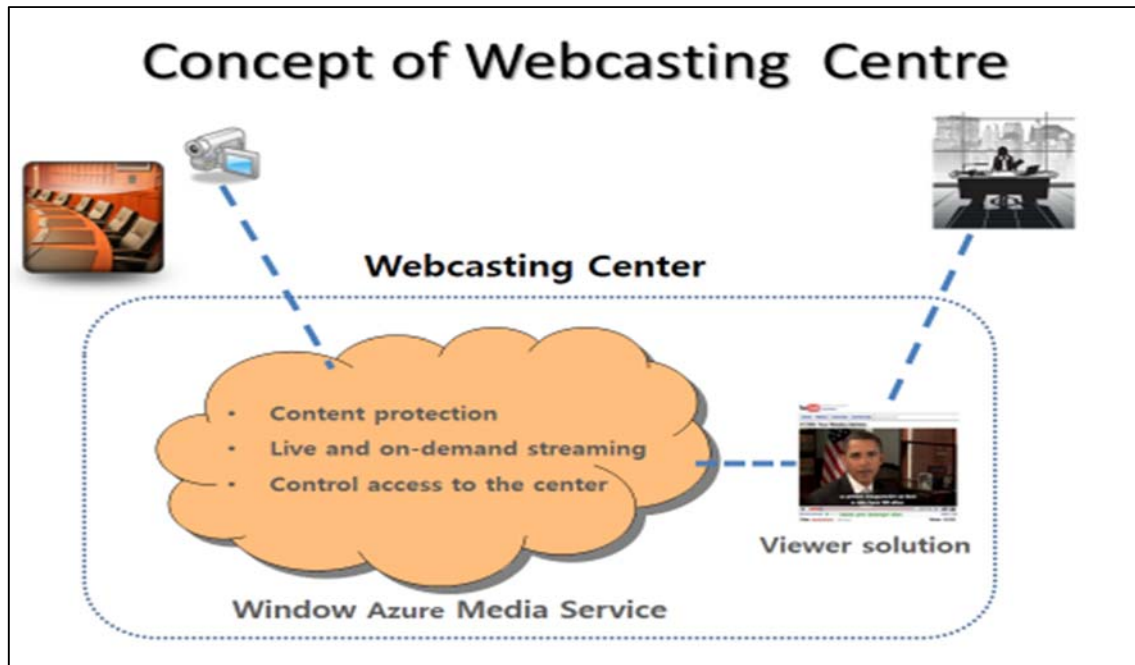 Concept of Webcasting Centre
Webcasting Center
• Content protection
• Live and on-demand streaming
• Control access to the center
Viewer solution
Window Azure Media Service